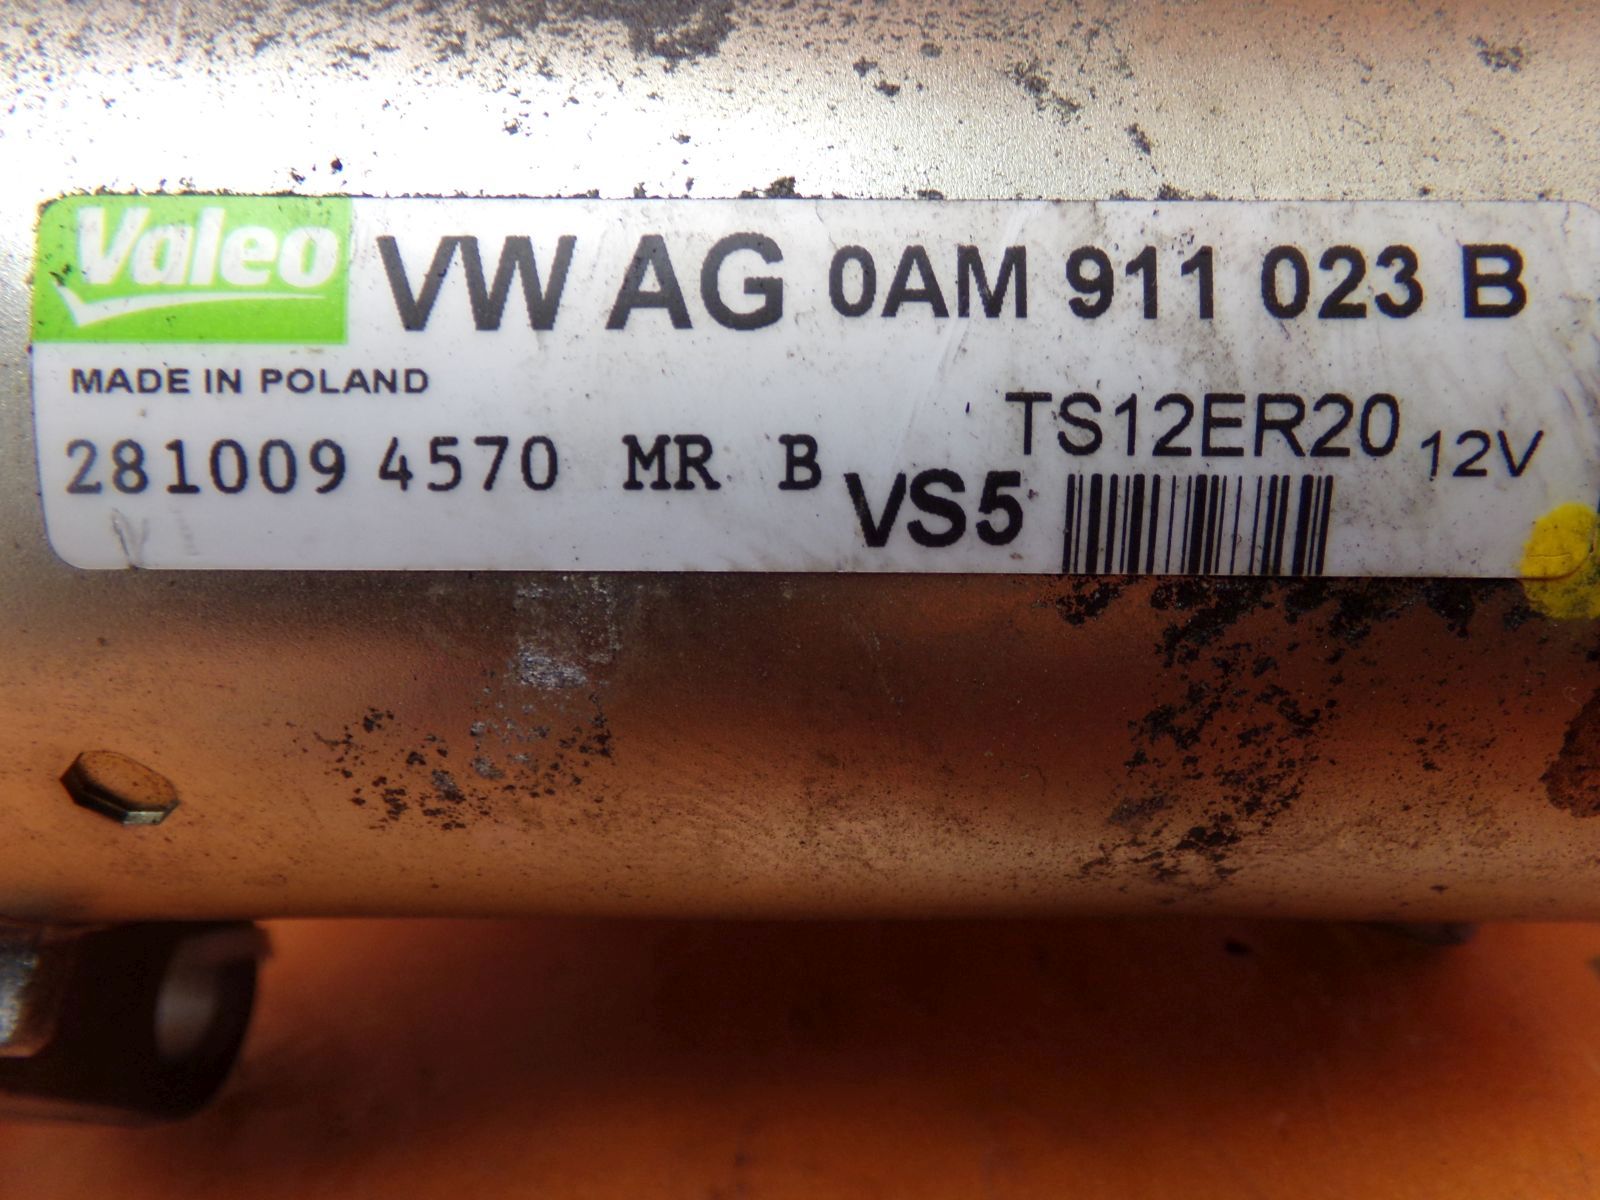 Valeo VW AG 0AM 911 023 B
MADE IN POLAND
TS12ER20 12V
281009 4570 MR B
VS5